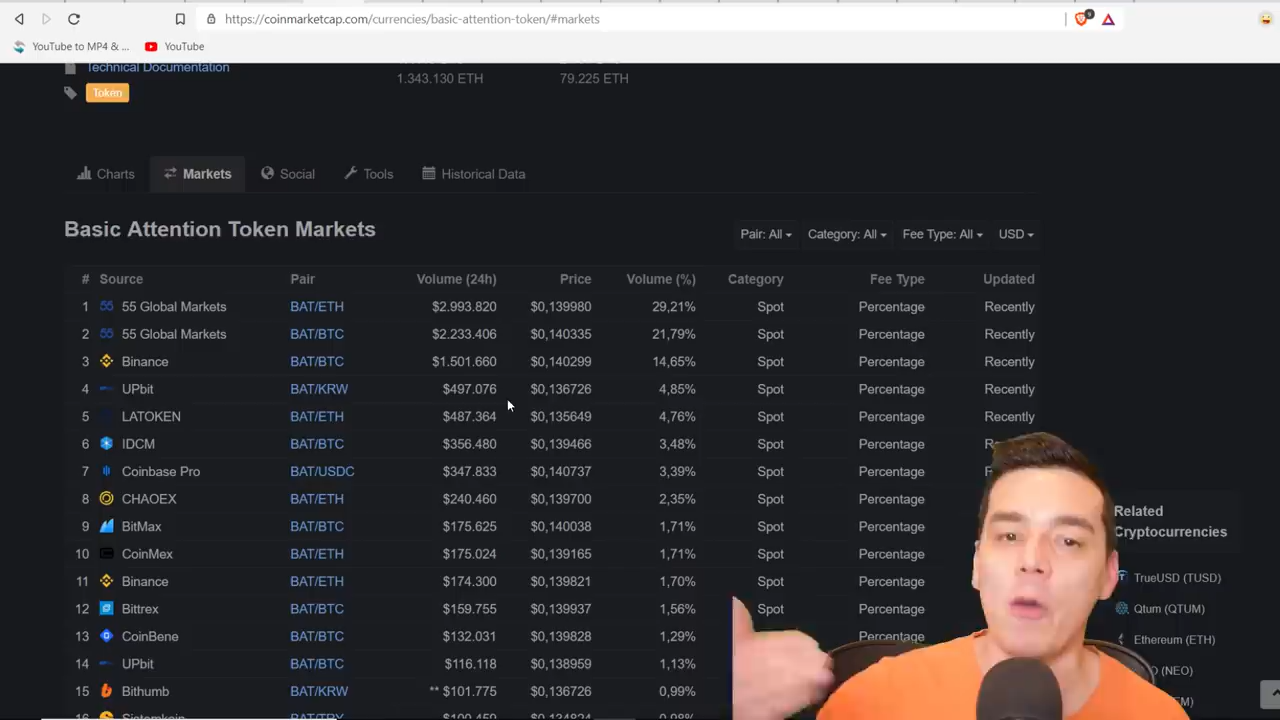 https://coinmarketcap.com/currencies/basic-attention-token/#markets
YouTube to MP4 & ... YouTube
Technical Documentation
1.343.130 ETH 79.225 ETH
Token
Charts Markets Social Tools Historical Data
Basic Attention Token Markets
Pair: All Category: All Fee Type: All USD
# Source Pair Volume (24h) Price Volume (%) Category Fee Type Updated
1 55 Global Markets BAT/ETH $2.993.820 $0,139980 29,21% Spot Percentage Recently
2 55 Global Markets BAT/BTC $2.233.406 $0,140335 21,79% Spot Percentage Recently
3 Binance BAT/BTC $1.501.660 $0,140299 14,65% Spot Percentage Recently
4 UPbit BAT/KRW $497.076 $0,136726 4,85% Spot Percentage Recently
5 LATOKEN BAT/ETH $487.364 $0,135649 4,76% Spot Percentage Recently
6 IDCM BAT/BTC $356.480 $0,139466 3,48% Spot Percentage
7 Coinbase Pro BAT/USDC $347.833 $0,140737 3,39% Spot Percentage
8 CHAOEX BAT/ETH $240.460 $0,139700 2,35% Spot Percentage
9 BitMax BAT/BTC $175.625 $0,140038 1,71% Spot Percentage
10 CoinMex BAT/ETH $175.024 $0,139165 1,71% Spot Percentage
11 Binance BAT/ETH $174.300 $0,139821 1,70% Spot Percentage
12 Bittrex BAT/BTC $159.755 $0,139937 1,56% Spot Percentage
13 CoinBene BAT/BTC $132.031 $0,139828 1,29% Percentage
14 UPbit BAT/BTC $116.118 $0,138959 1,13%
15 Bithumb BAT/KRW ** $101.775 $0,136726 0,99%
Related
Cryptocurrencies
TrueUSD (TUSD)
Qtum (QTUM)
Ethereum (ETH)
(NEO)